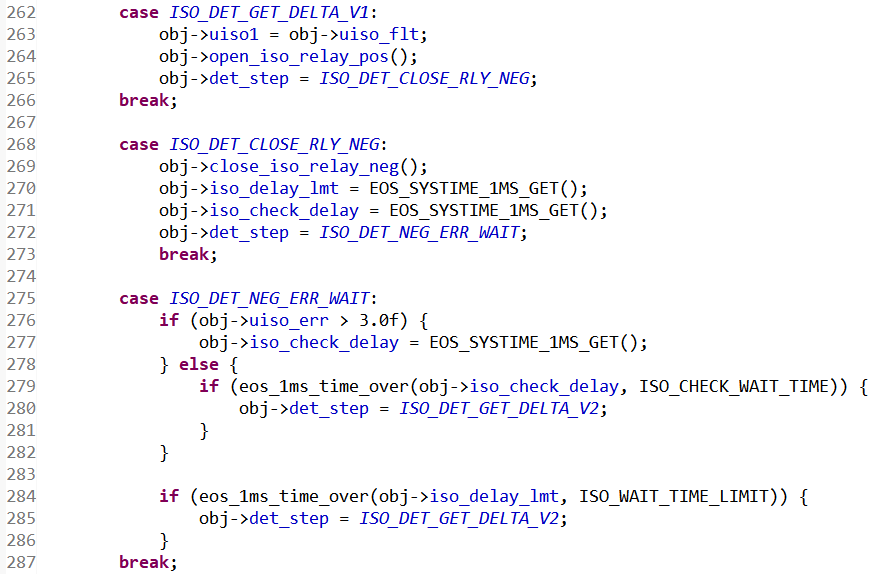 262         case ISO_DET_GET_DELTA_V1:
263             obj->uiso1 = obj->uiso_flt;
264             obj->open_iso_relay_pos();
265             obj->det_step = ISO_DET_CLOSE_RLY_NEG;
266         break;
267
268         case ISO_DET_CLOSE_RLY_NEG:
269             obj->close_iso_relay_neg();
270             obj->iso_delay_lmt = EOS_SYSTIME_1MS_GET();
271             obj->iso_check_delay = EOS_SYSTIME_1MS_GET();
272             obj->det_step = ISO_DET_NEG_ERR_WAIT;
273             break;
274
275         case ISO_DET_NEG_ERR_WAIT:
276             if (obj->uiso_err > 3.0f) {
277                 obj->iso_check_delay = EOS_SYSTIME_1MS_GET();
278             } else {
279                 if (eos_1ms_time_over(obj->iso_check_delay, ISO_CHECK_WAIT_TIME)) {
280                     obj->det_step = ISO_DET_GET_DELTA_V2;
281                 }
282             }
283
284             if (eos_1ms_time_over(obj->iso_delay_lmt, ISO_WAIT_TIME_LIMIT)) {
285                 obj->det_step = ISO_DET_GET_DELTA_V2;
286             }
287         break;